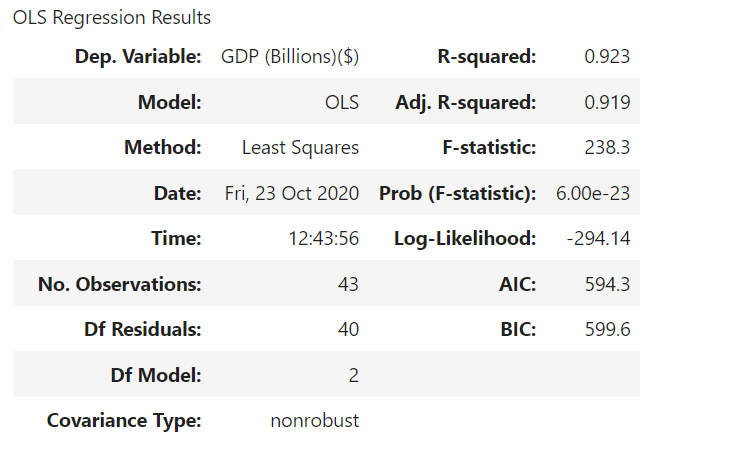 OLS Regression Results
Dep. Variable: GDP (Billions)($) R-squared: 0.923
Model: OLS Adj. R-squared: 0.919
Method: Least Squares F-statistic: 238.3
Date: Fri, 23 Oct 2020 Prob (F-statistic): 6.00e-23
Time: 12:43:56 Log-Likelihood: -294.14
No. Observations: 43 AIC: 594.3
Df Residuals: 40 BIC: 599.6
Df Model: 2
Covariance Type: nonrobust